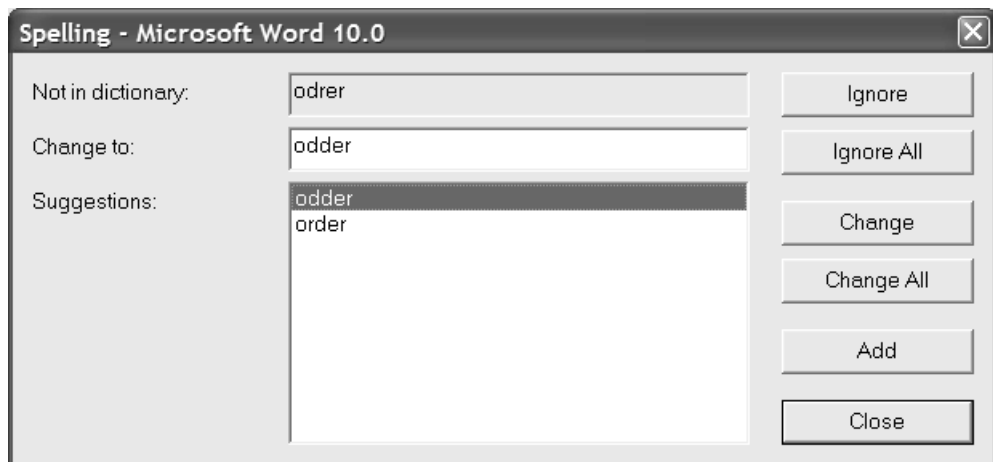 Spelling - Microsoft Word 10.0
Not in dictionary: odrer Ignore
Change to: odder Ignore All
Suggestions: odder
order
Change
Change All
Add
Close